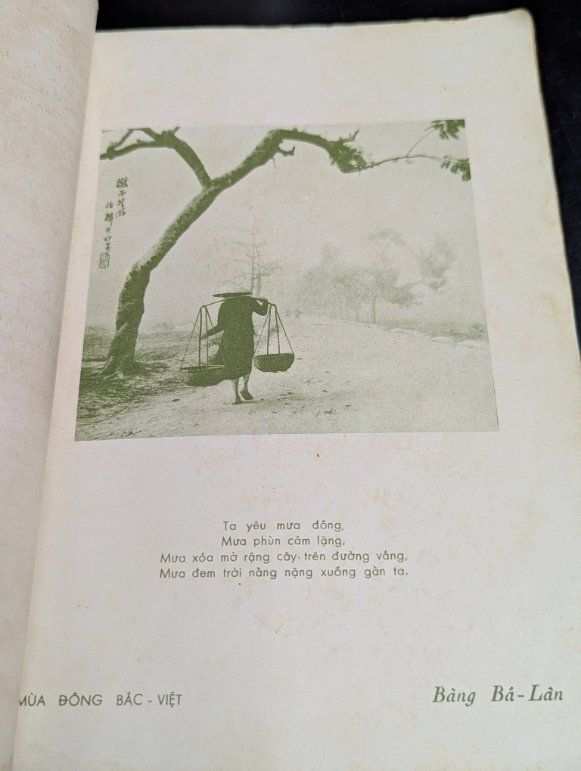 Ta yêu mưa đông,
Mưa phùn câm lặng,
Mưa xóa mờ rặng cây trên đường vắng,
Mưa đem trời nằng nặng xuống gần ta.
MÙA ĐÔNG BẮC - VIỆT
Bàng Bá - Lân